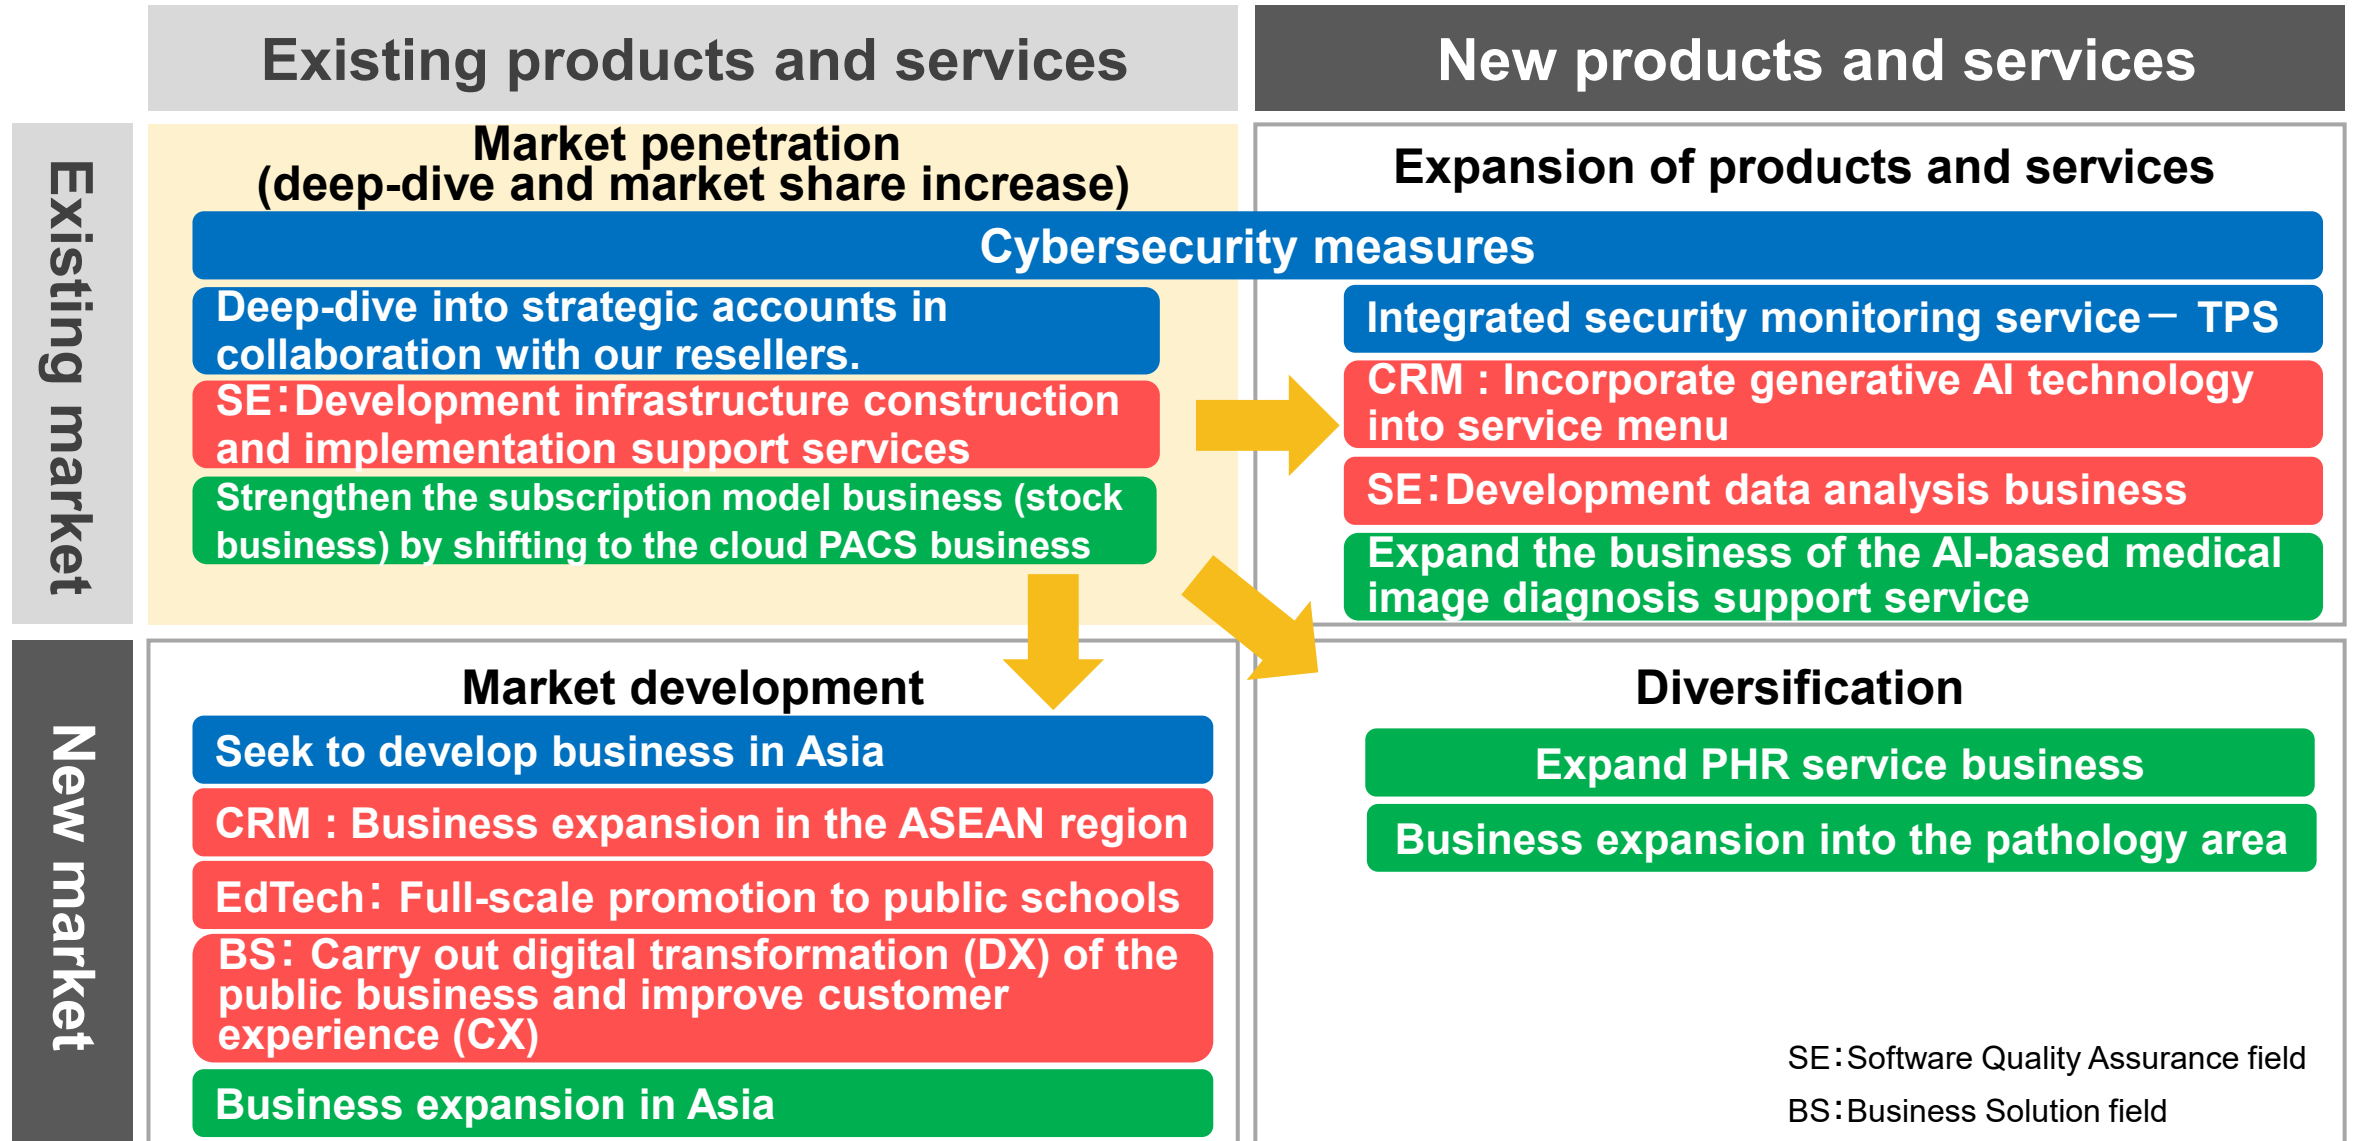 Existing products and services
New products and services
Existing market
Market penetration
(deep-dive and market share increase)
Expansion of products and services
Cybersecurity measures
Deep-dive into strategic accounts in
collaboration with our resellers.
SE：Development infrastructure construction
and implementation support services
Strengthen the subscription model business (stock
business) by shifting to the cloud PACS business
Integrated security monitoring service－ TPS
CRM : Incorporate generative AI technology
into service menu
SE：Development data analysis business
Expand the business of the AI-based medical
image diagnosis support service
New market
Market development
Seek to develop business in Asia
CRM : Business expansion in the ASEAN region
EdTech：Full-scale promotion to public schools
BS：Carry out digital transformation (DX) of the
public business and improve customer
experience (CX)
Business expansion in Asia
Diversification
Expand PHR service business
Business expansion into the pathology area
SE：Software Quality Assurance field
BS：Business Solution field